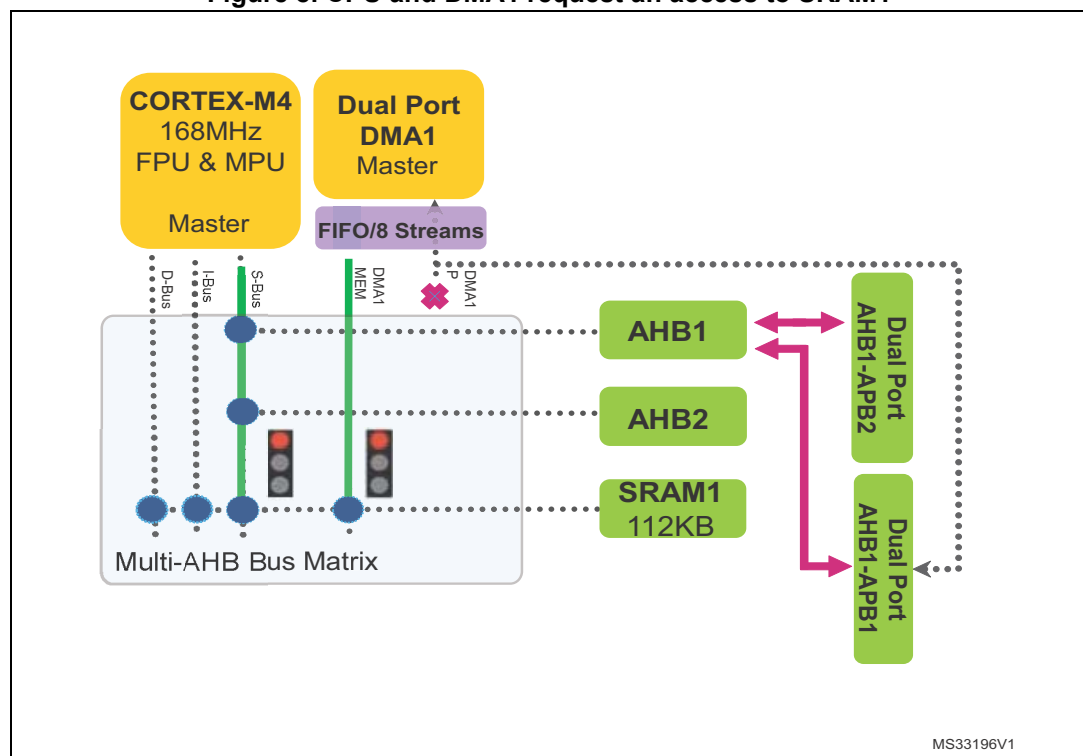 CORTEX-M4
168MHz
FPU & MPU
Master
Dual Port
DMA1
Master
FIFO/8 Streams
D-Bus
I-Bus
S-Bus
DMA1
MEM
DMA1
P
AHB1
AHB2
SRAM1
112KB
Dual Port
AHB1-APB2
Dual Port
AHB1-APB1
Multi-AHB Bus Matrix
MS33196V1